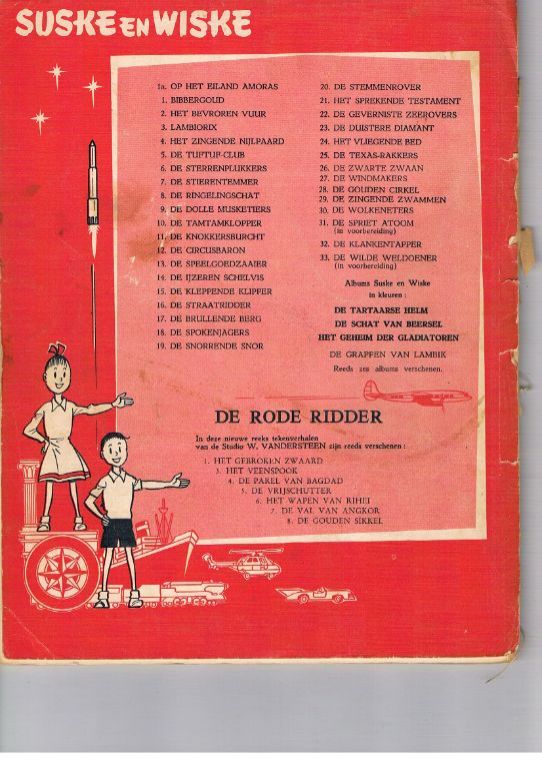 SUSKE EN WISKE
1a. OP HET EILAND AMORAS
1. BIBBERGOUD
2. HET BEVROREN VUUR
3. LAMBIORIX
4. HET ZINGENDE NIJLPAARD
5. DE TUFTUF-CLUB
6. DE STERRENPLUKKERS
7. DE STIERENTEMMER
8. DE RINGELINGSCHAT
9. DE DOLLE MUSKETIERS
10. DE TAMTAMKLOPPER
11. DE KNOKKERSBURCHT
12. DE CIRCUSBARON
13. DE SPEELGOEDZAAIER
14. DE IJZEREN SCHELVIS
15. DE KLEPPENDE KLIPPER
16. DE STRAATRIDDER
17. DE BRULLENDE BERG
18. DE SPOKENJAGERS
19. DE SNORRENDE SNOR
20. DE STEMMENROVER
21. HET SPREKENDE TESTAMENT
22. DE GEVERNISTE ZEEROVERS
23. DE DUISTERE DIAMANT
24. HET VLIEGENDE BED
25. DE TEXAS-RAKKERS
26. DE ZWARTE ZWAAN
27. DE WINDMAKERS
28. DE GOUDEN CIRKEL
29. DE ZINGENDE ZWAMMEN
30. DE WOLKENETERS
31. DE SPRIET ATOOM
(in voorbereiding)
32. DE KLANKENTAPPER
33. DE WILDE WELDOENER
(in voorbereiding)
Albums Suske en Wiske
in kleuren :
DE TARTAARSE HELM
DE SCHAT VAN BEERSEL
HET GEHEIM DER GLADIATOREN
DE GRAPPEN VAN LAMBIK
Reeds zes albums verschenen.
DE RODE RIDDER
In deze nieuwe reeks tekenverhalen
van de Studio W. VANDERSTEEN zijn reeds verschenen :
1. HET GEBROKEN ZWAARD
3. HET VEENSPOOK
4. DE PAREL VAN BAGDAD
5. DE VRIJSCHUTTER
6. HET WAPEN VAN RIHEI
7. DE VAL VAN ANGKOR
8. DE GOUDEN SIKKEL